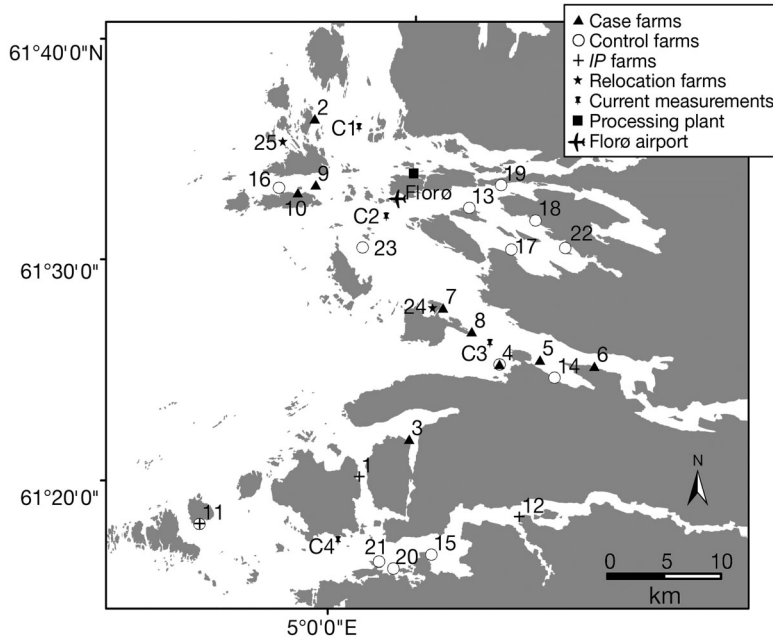 61°40'0"N
Case farms
Control farms
IP farms
Relocation farms
Current measurements
Processing plant
Florø airport
2
C1
25
9
16
10
19
13
Florø
18
C2
17
22
23
61°30'0"
7
24
8
C3
4
5
6
14
3
1
61°20'0"
11
12
N
C4
21
20
15
0 5 10
km
5°0'0"E